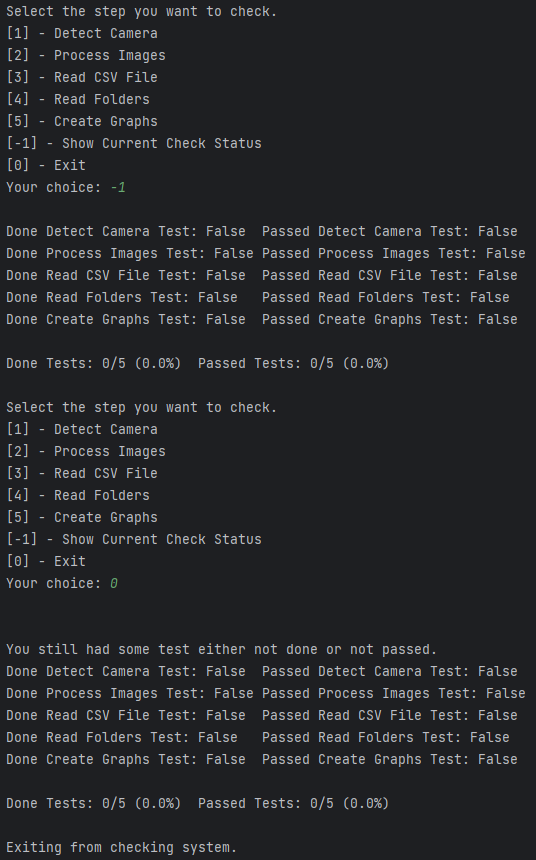 Select the step you want to check.
[1] - Detect Camera
[2] - Process Images
[3] - Read CSV File
[4] - Read Folders
[5] - Create Graphs
[-1] - Show Current Check Status
[0] - Exit
Your choice: -1
Done Detect Camera Test: False  Passed Detect Camera Test: False
Done Process Images Test: False Passed Process Images Test: False
Done Read CSV File Test: False  Passed Read CSV File Test: False
Done Read Folders Test: False   Passed Read Folders Test: False
Done Create Graphs Test: False  Passed Create Graphs Test: False
Done Tests: 0/5 (0.0%)  Passed Tests: 0/5 (0.0%)
Select the step you want to check.
[1] - Detect Camera
[2] - Process Images
[3] - Read CSV File
[4] - Read Folders
[5] - Create Graphs
[-1] - Show Current Check Status
[0] - Exit
Your choice: 0
You still had some test either not done or not passed.
Done Detect Camera Test: False  Passed Detect Camera Test: False
Done Process Images Test: False Passed Process Images Test: False
Done Read CSV File Test: False  Passed Read CSV File Test: False
Done Read Folders Test: False   Passed Read Folders Test: False
Done Create Graphs Test: False  Passed Create Graphs Test: False
Done Tests: 0/5 (0.0%)  Passed Tests: 0/5 (0.0%)
Exiting from checking system.